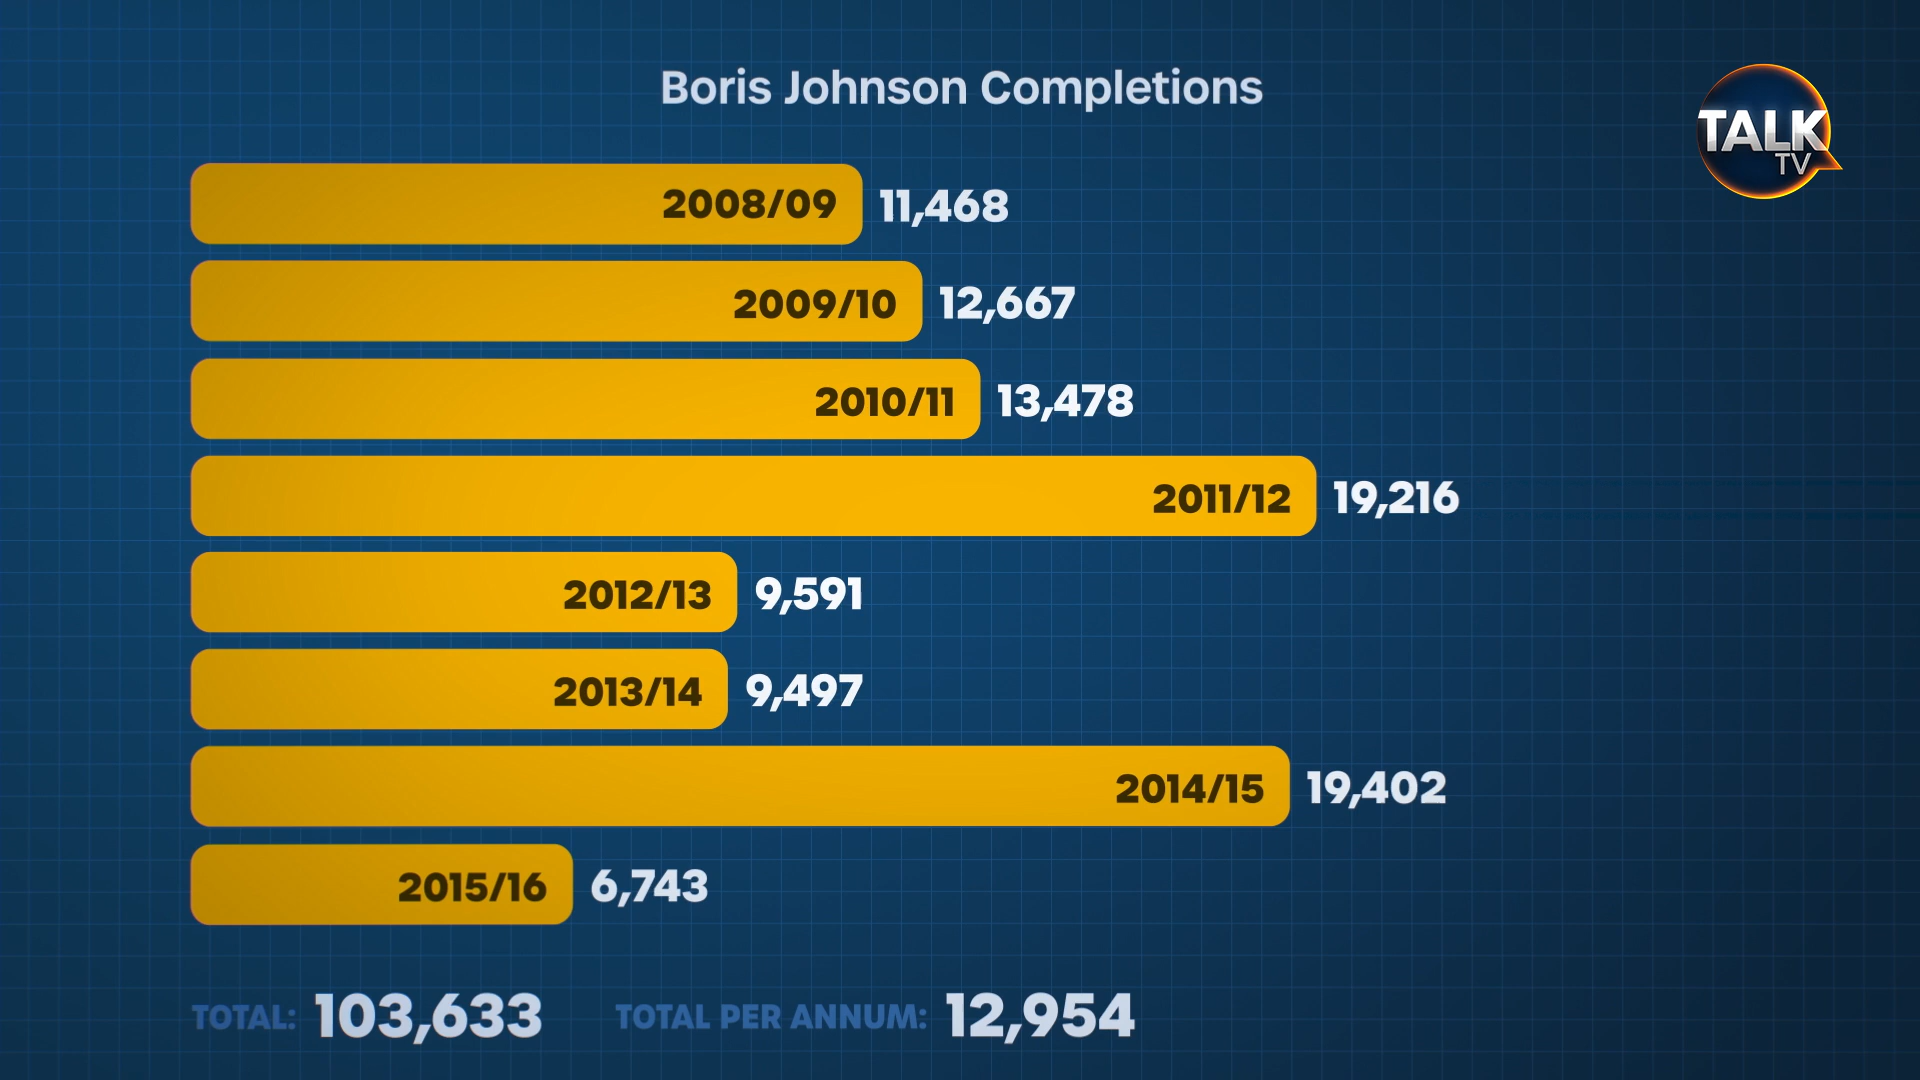 Boris Johnson Completions
TALK
TV
2008/09 11,468
2009/10 12,667
2010/11 13,478
2011/12 19,216
2012/13 9,591
2013/14 9,497
2014/15 19,402
2015/16 6,743
TOTAL: 103,633 TOTAL PER ANNUM: 12,954